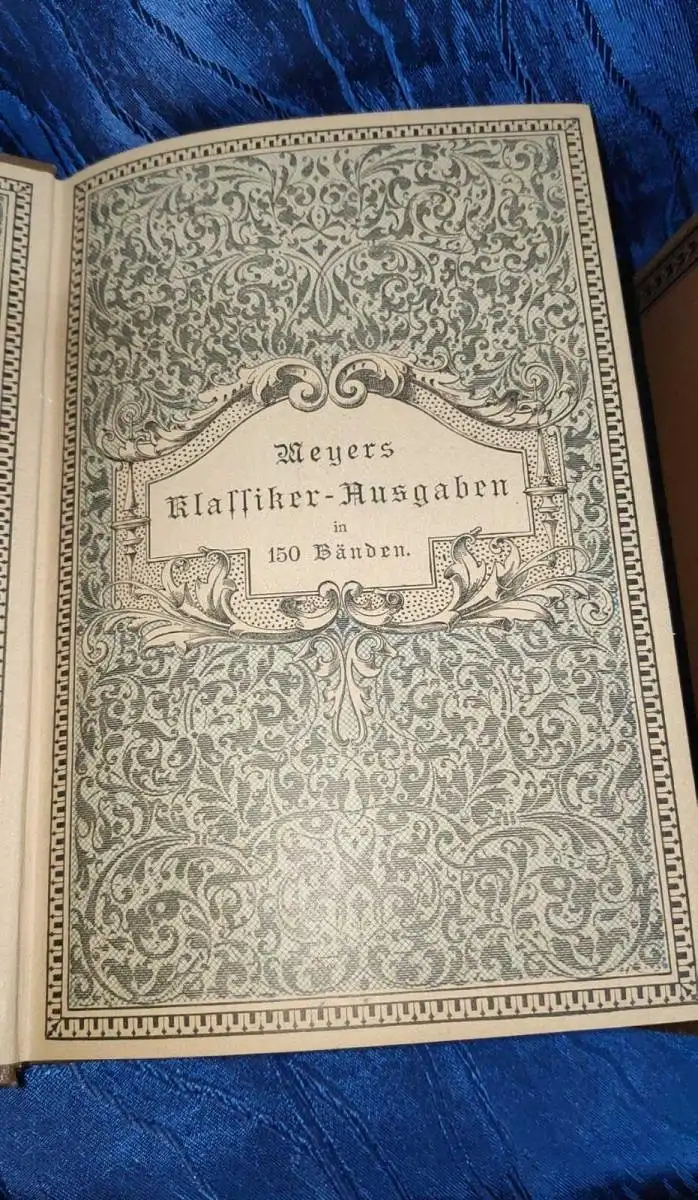 Meyers
Klaſſiker-Ausgaben
in
150 Bänden.